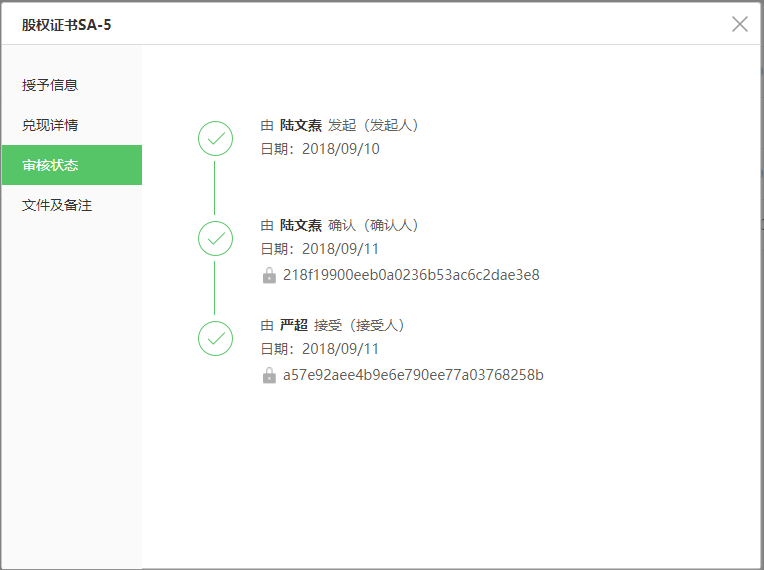 股权证书SA-5
授予信息
兑现详情
审核状态
文件及备注
由 陆文焘 发起（发起人）
日期：2018/09/10
由 陆文焘 确认（确认人）
日期：2018/09/11
218f19900eeb0a0236b53ac6c2dae3e8
由 严超 接受（接受人）
日期：2018/09/11
a57e92aee4b9e6e790ee77a03768258b